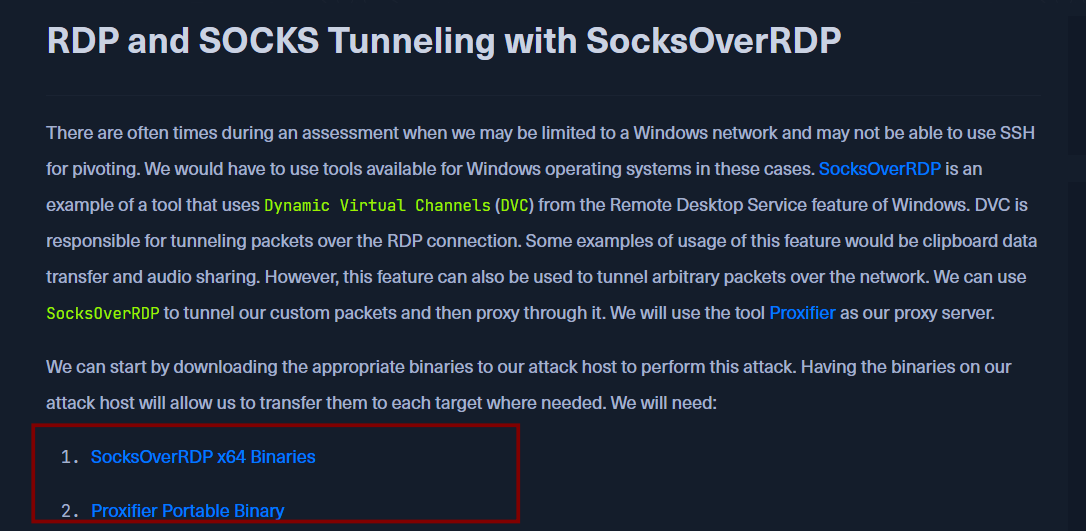 RDP and SOCKS Tunneling with SocksOverRDP
There are often times during an assessment when we may be limited to a Windows network and may not be able to use SSH
for pivoting. We would have to use tools available for Windows operating systems in these cases. SocksOverRDP is an
example of a tool that uses Dynamic Virtual Channels (DVC) from the Remote Desktop Service feature of Windows. DVC is
responsible for tunneling packets over the RDP connection. Some examples of usage of this feature would be clipboard data
transfer and audio sharing. However, this feature can also be used to tunnel arbitrary packets over the network. We can use
SocksOverRDP to tunnel our custom packets and then proxy through it. We will use the tool Proxifier as our proxy server.
We can start by downloading the appropriate binaries to our attack host to perform this attack. Having the binaries on our
attack host will allow us to transfer them to each target where needed. We will need:
1. SocksOverRDP x64 Binaries
2. Proxifier Portable Binary